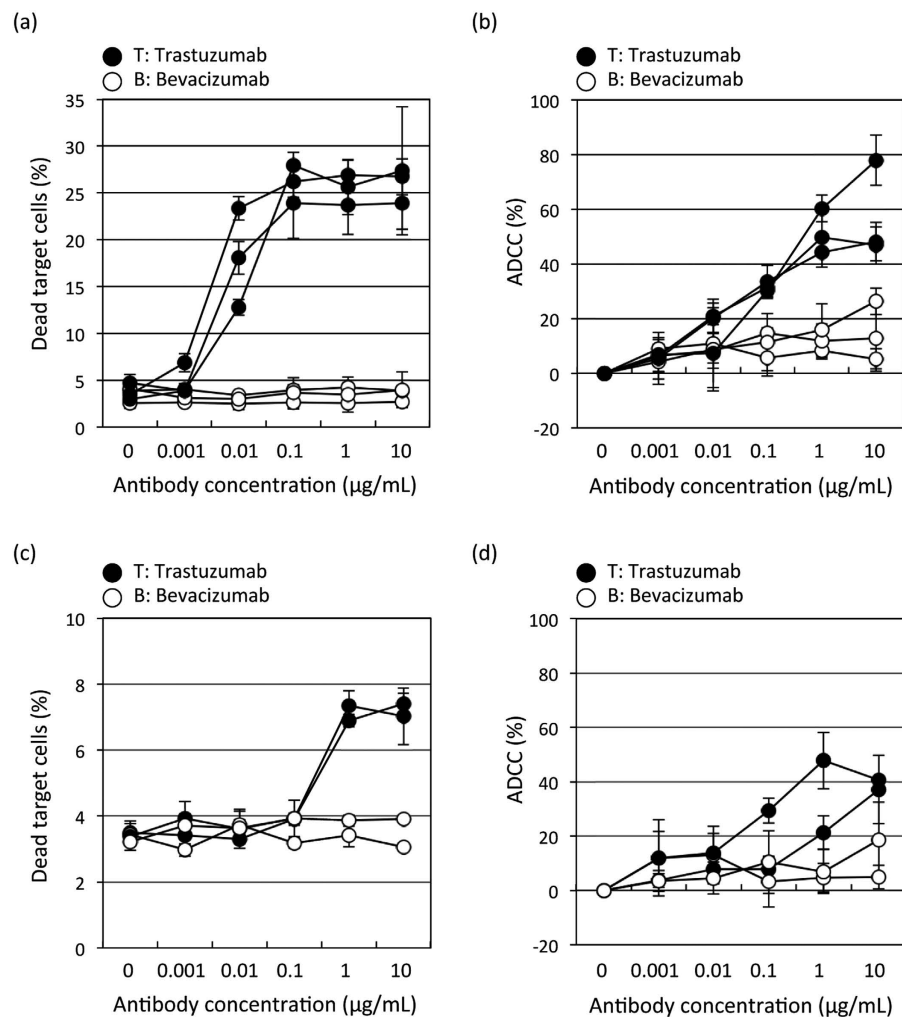 (a)
T: Trastuzumab
B: Bevacizumab
35
30
25
20
15
10
5
0
Dead target cells (%)
0 0.001 0.01 0.1 1 10
Antibody concentration (μg/mL)
(b)
T: Trastuzumab
B: Bevacizumab
100
80
60
40
20
0
-20
ADCC (%)
0 0.001 0.01 0.1 1 10
Antibody concentration (μg/mL)
(c)
T: Trastuzumab
B: Bevacizumab
10
8
6
4
2
0
Dead target cells (%)
0 0.001 0.01 0.1 1 10
Antibody concentration (μg/mL)
(d)
T: Trastuzumab
B: Bevacizumab
100
80
60
40
20
0
-20
ADCC (%)
0 0.001 0.01 0.1 1 10
Antibody concentration (μg/mL)